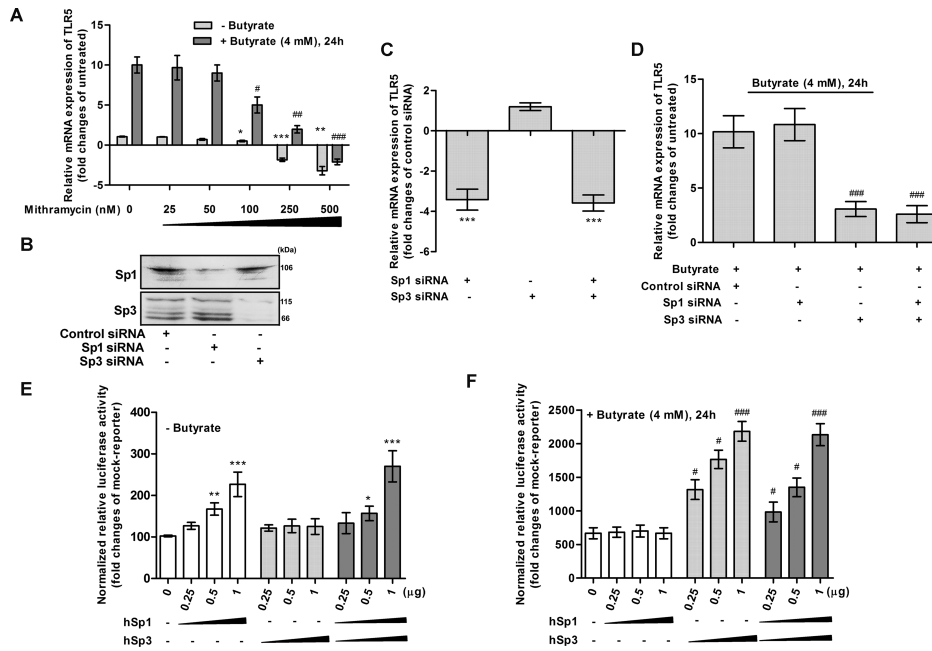 A
- Butyrate
+ Butyrate (4 mM), 24h
Relative mRNA expression of TLR5
(fold changes of untreated)
15
10
5
0
-5
* # *** ## ** ###
Mithramycin (nM) 0 25 50 100 250 500
B
(kDa)
Sp1 106
Sp3 115
66
Control siRNA + - -
Sp1 siRNA - + -
Sp3 siRNA - - +
C
Relative mRNA expression of TLR5
(fold changes of control siRNA)
2
0
-2
-4
-6
*** ***
Sp1 siRNA + - +
Sp3 siRNA - + +
D
Butyrate (4 mM), 24h
Relative mRNA expression of TLR5
(fold changes of untreated)
15
10
5
0
### ###
Butyrate + + + +
Control siRNA + - - -
Sp1 siRNA - + - +
Sp3 siRNA - - + +
E
- Butyrate
Normalized relative luciferase activity
(fold changes of mock-reporter)
400
300
200
100
0
** *** * ***
0 0.25 0.5 1 0.25 0.5 1 0.25 0.5 1 (μg)
hSp1 - - - -
hSp3 - - - -
F
+ Butyrate (4 mM), 24h
Normalized relative luciferase activity
(fold changes of mock-reporter)
2500
2000
1500
1000
500
0
# # ### # # ###
0 0.25 0.5 1 0.25 0.5 1 0.25 0.5 1 (μg)
hSp1 - - - -
hSp3 - - - -